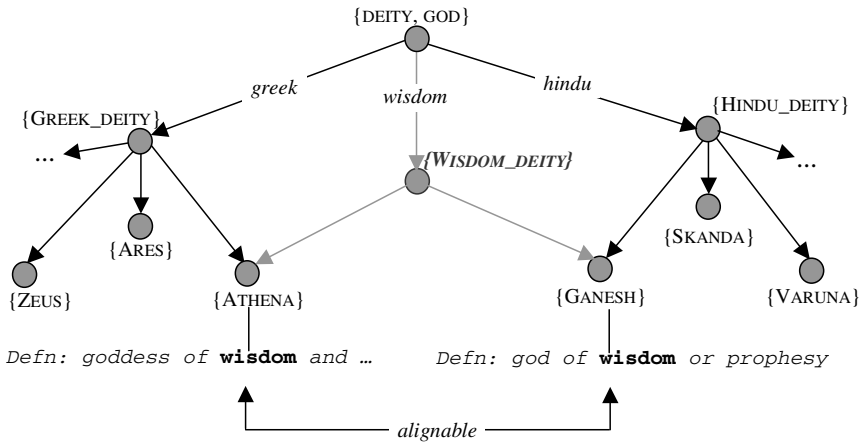 {DEITY, GOD}
greek
wisdom
hindu
{GREEK_DEITY}
{HINDU_DEITY}
...
{WISDOM_DEITY}
...
{ARES}
{SKANDA}
{ZEUS}
{ATHENA}
{GANESH}
{VARUNA}
Defn: goddess of wisdom and …
Defn: god of wisdom or prophesy
alignable